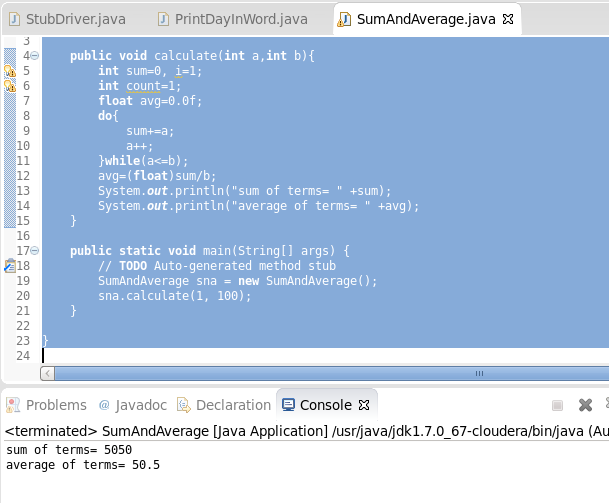 StubDriver.java PrintDayInWord.java SumAndAverage.java
3
4 public void calculate(int a,int b){
5 int sum=0, i=1;
6 int count=1;
7 float avg=0.0f;
8 do{
9 sum+=a;
10 a++;
11 }while(a<=b);
12 avg=(float)sum/b;
13 System.out.println("sum of terms= " +sum);
14 System.out.println("average of terms= " +avg);
15 }
16
17 public static void main(String[] args) {
18 // TODO Auto-generated method stub
19 SumAndAverage sna = new SumAndAverage();
20 sna.calculate(1, 100);
21 }
22
23 }
24
Problems @ Javadoc Declaration Console
<terminated> SumAndAverage [Java Application] /usr/java/jdk1.7.0_67-cloudera/bin/java (Au
sum of terms= 5050
average of terms= 50.5